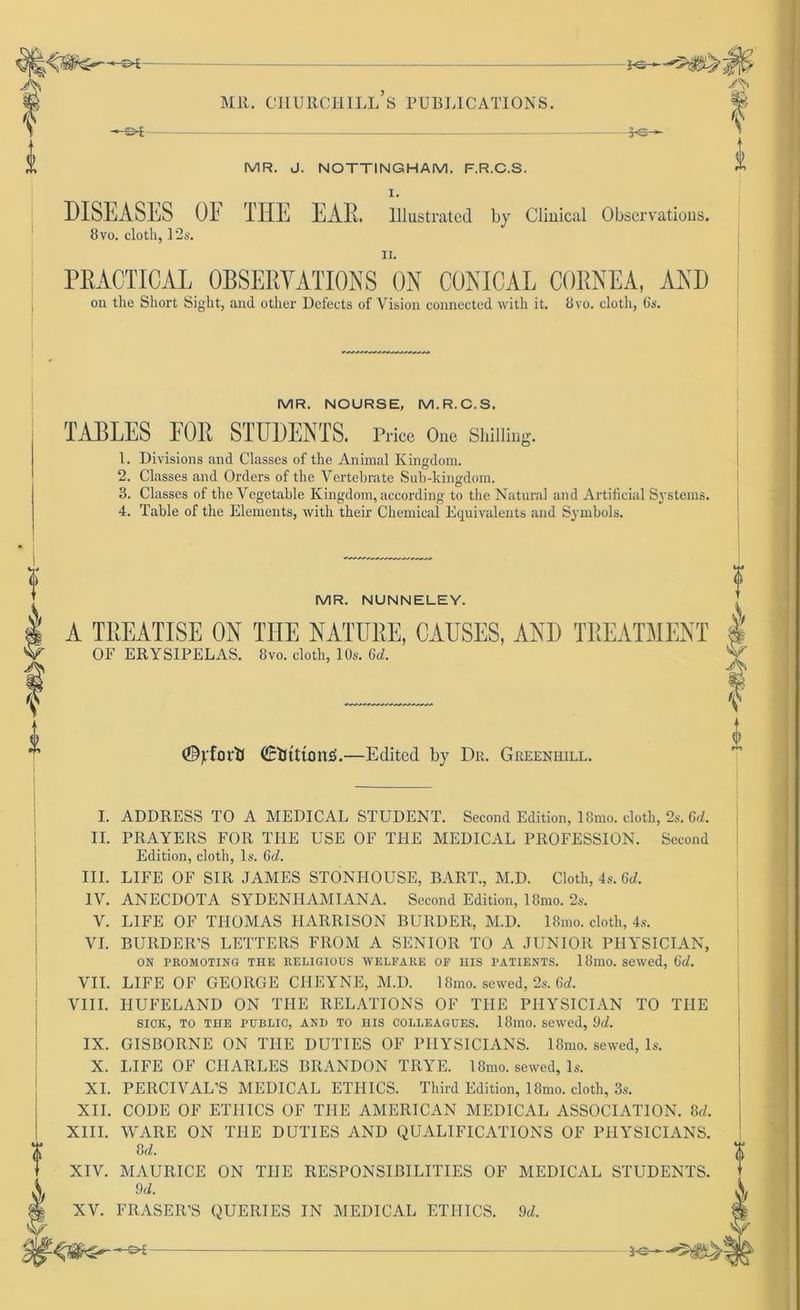 MR. CHURCHILL'S PUBLICATIONS.
MR. J. NOTTINGHAM, F.R.C.S.
I.
DISEASES OF THE EAR. Illustrated by Clinical Observations.
8vo. cloth, 12s.
II.
PRACTICAL OBSERVATIONS ON CONICAL CORNEA, AND
on the Short Sight, and other Defects of Vision connected with it. 8vo. cloth, 6s.
MR. NOURSE, M.R.C.S.
TABLES FOR STUDENTS. Price One Shilling.
1. Divisions and Classes of the Animal Kingdom.
2. Classes and Orders of the Vertebrate Sub-kingdom.
3. Classes of the Vegetable Kingdom, according to the Natural and Artificial Systems.
4. Table of the Elements, with their Chemical Equivalents and Symbols.
MR. NUNNELEY.
A TREATISE ON THE NATURE, CAUSES, AND TREATMENT
OF ERYSIPELAS. 8vo. cloth, 10s. 6d.
Oxford Editions.—Edited by Dr. Greenhill.
I. ADDRESS TO A MEDICAL STUDENT. Second Edition, 18mo. cloth, 2s. 6d.
II. PRAYERS FOR THE USE OF THE MEDICAL PROFESSION. Second
Edition, cloth, 1s. 6d.
III. LIFE OF SIR JAMES STONHOUSE, BART., M.D. Cloth, 4s. 6d.
IV. ANECDOTA SYDENHAMIANA. Second Edition, 18mo. 2s.
V. LIFE OF THOMAS HARRISON BURDER, M.D. 18mo. cloth, 4s.
VI. BURDER'S LETTERS FROM A SENIOR TO A JUNIOR PHYSICIAN,
ON PROMOTING THE RELIGIOUS WELFARE OF HIS PATIENTS. 18mo. sewed, 6d.
VII. LIFE OF GEORGE CHEYNE, M.D. 18mo. sewed, 2s. 6d.
VIII. HUFELAND ON THE RELATIONS OF THE PHYSICIAN TO THE
SICK, TO THE PUBLIC, AND TO HIS COLLEAGUES. 18mo. sewed, 9d.
IX. GISBORNE ON THE DUTIES OF PHYSICIANS. 18mo. sewed, 1s.
X. LIFE OF CHARLES BRANDON TRYE. 18mo. sewed, 1s.
XI. PERCIVAL'S MEDICAL ETHICS. Third Edition, 18mo. cloth, 3s.
XII. CODE OF ETHICS OF THE AMERICAN MEDICAL ASSOCIATION. 8d.
XIII. WARE ON THE DUTIES AND QUALIFICATIONS OF PHYSICIANS.
8d.
XIV. MAURICE ON THE RESPONSIBILITIES OF MEDICAL STUDENTS.
9d.
XV. FRASER'S QUERIES IN MEDICAL ETHICS. 9d.